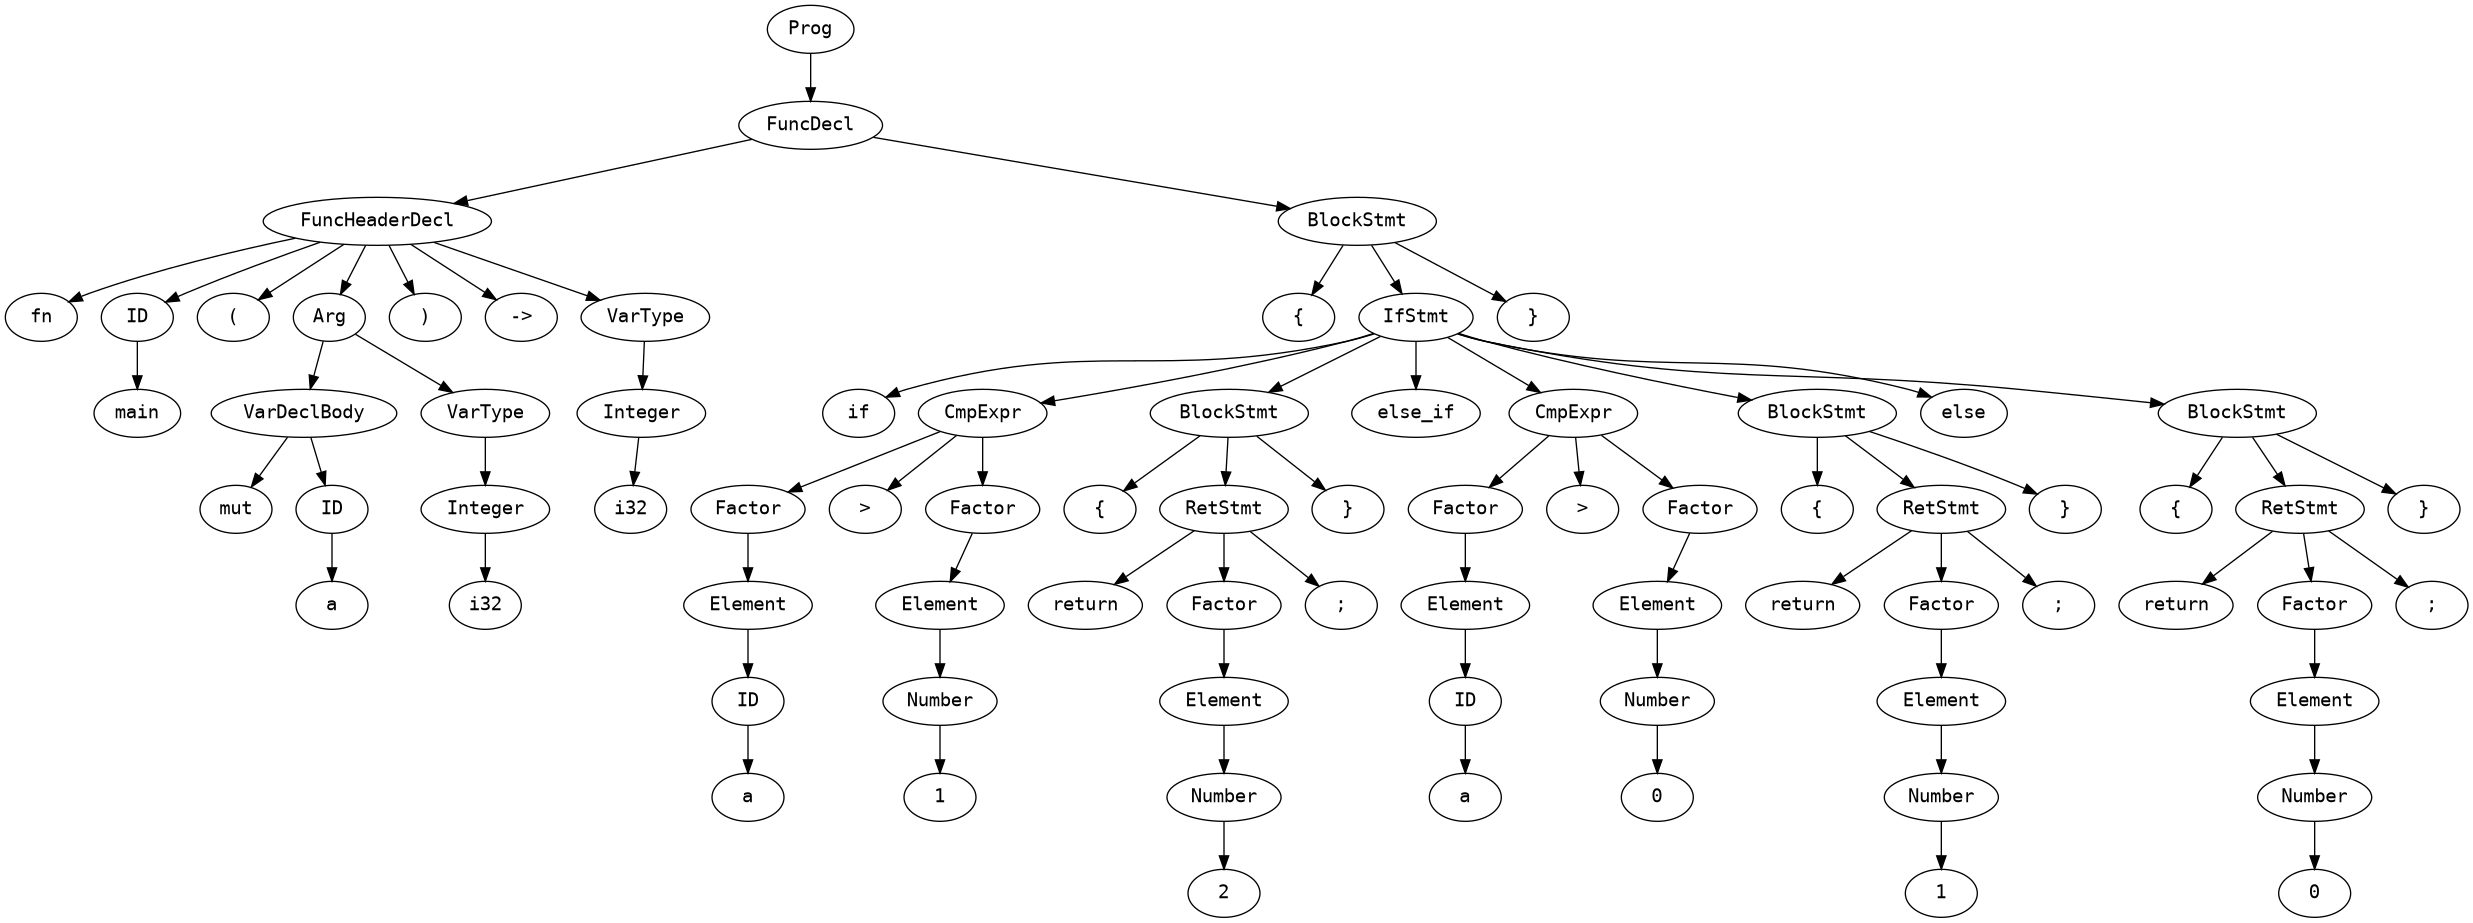 Prog
FuncDecl
FuncHeaderDecl BlockStmt
fn ID ( Arg ) -> VarType { IfStmt }
main VarDeclBody VarType Integer if CmpExpr BlockStmt else_if CmpExpr BlockStmt else BlockStmt
mut ID Integer i32 Factor > Factor { RetStmt } Factor > Factor { RetStmt } { RetStmt }
a i32 Element Element return Factor ; Element Element return Factor ; return Factor ;
ID Number Element ID Number Element Element
a 1 Number a 0 Number Number
2 1 0